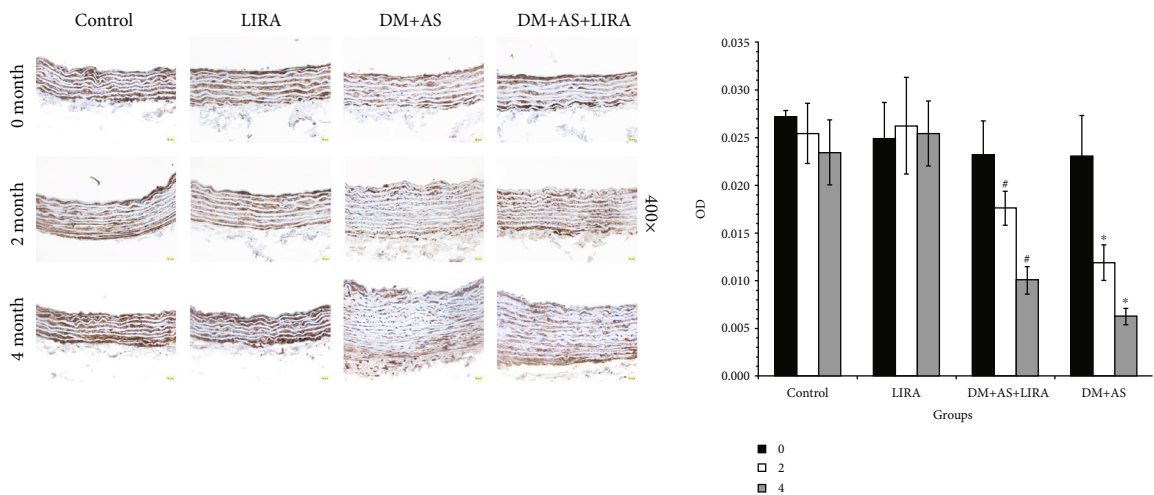 Control LIRA DM+AS DM+AS+LIRA
0 month
2 month
4 month
400×
0.035
0.030
0.025
0.020
0.015
0.010
0.005
0.000
OD
# # * *
Control LIRA DM+AS+LIRA DM+AS
Groups
0
2
4